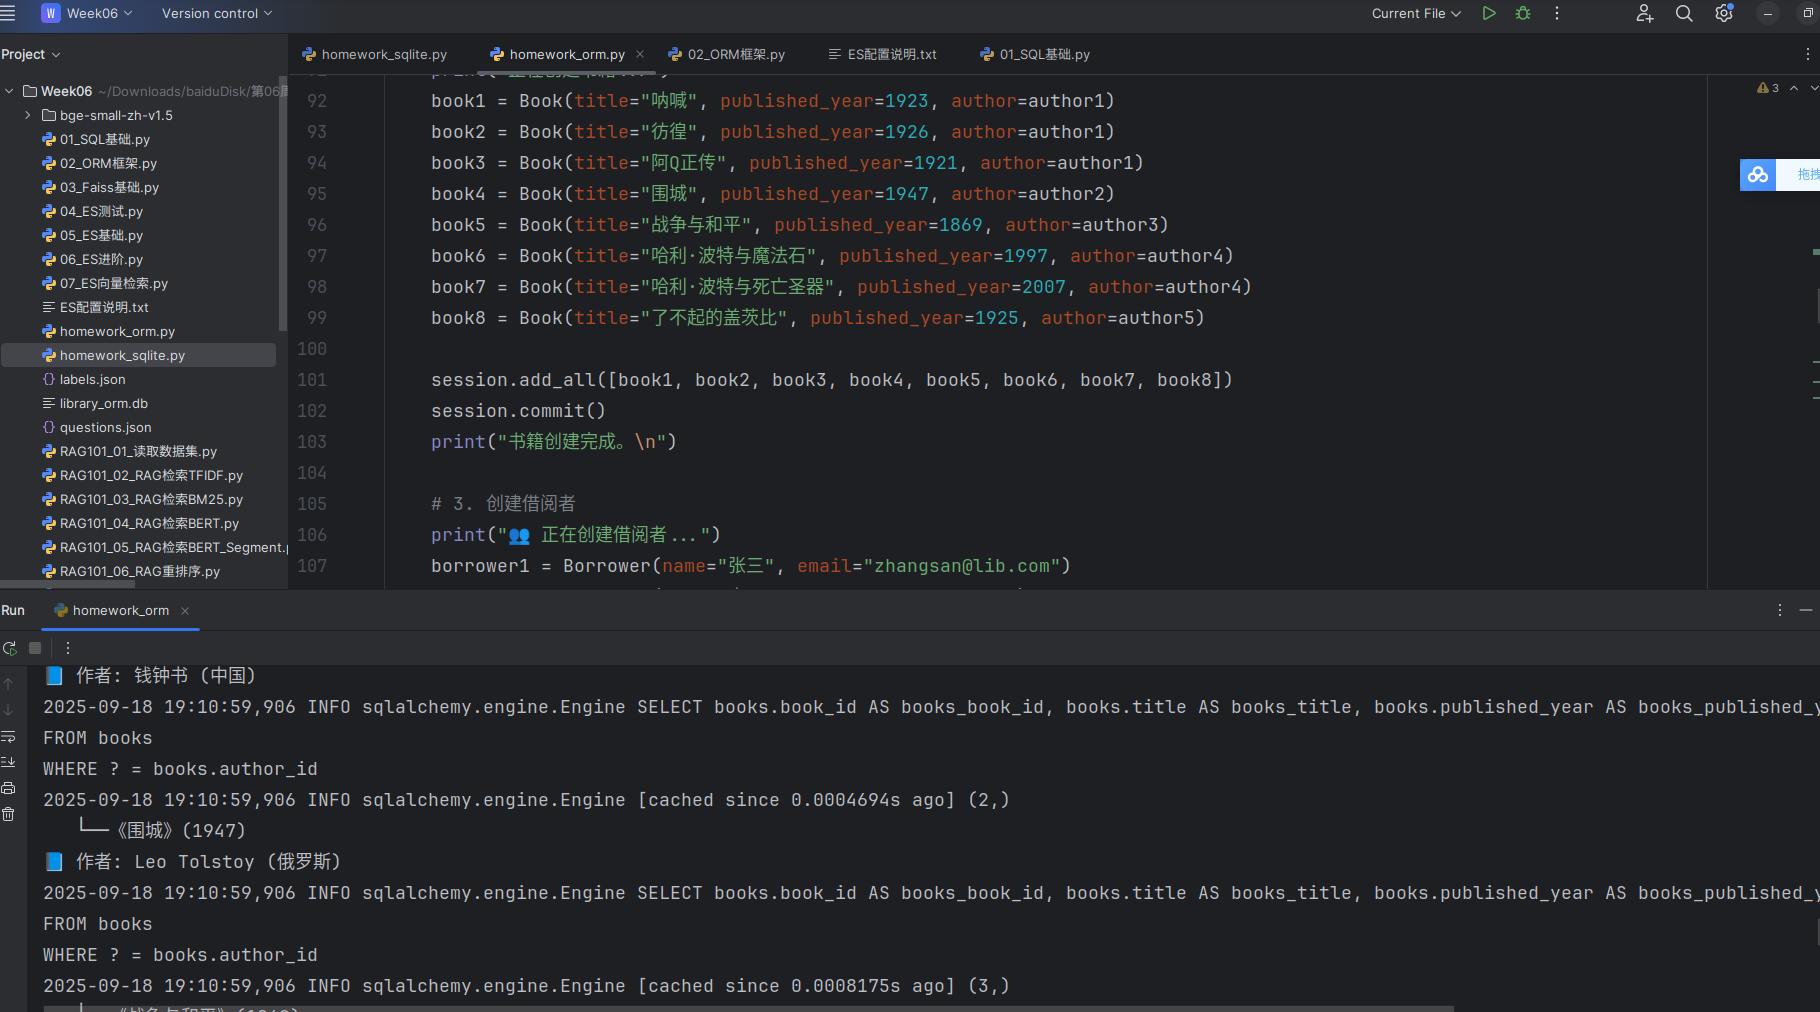 W Week06 Version control Current File
Project
homework_sqlite.py homework_orm.py 02_ORM框架.py ES配置说明.txt 01_SQL基础.py
Week06 ~/Downloads/baiduDisk/第06周
bge-small-zh-v1.5
01_SQL基础.py
02_ORM框架.py
03_Faiss基础.py
04_ES测试.py
05_ES基础.py
06_ES进阶.py
07_ES向量检索.py
ES配置说明.txt
homework_orm.py
homework_sqlite.py
labels.json
library_orm.db
questions.json
RAG101_01_读取数据集.py
RAG101_02_RAG检索TFIDF.py
RAG101_03_RAG检索BM25.py
RAG101_04_RAG检索BERT.py
RAG101_05_RAG检索BERT_Segment.p
RAG101_06_RAG重排序.py
92 book1 = Book(title="呐喊", published_year=1923, author=author1)
93 book2 = Book(title="彷徨", published_year=1926, author=author1)
94 book3 = Book(title="阿Q正传", published_year=1921, author=author1)
95 book4 = Book(title="围城", published_year=1947, author=author2)
96 book5 = Book(title="战争与和平", published_year=1869, author=author3)
97 book6 = Book(title="哈利·波特与魔法石", published_year=1997, author=author4)
98 book7 = Book(title="哈利·波特与死亡圣器", published_year=2007, author=author4)
99 book8 = Book(title="了不起的盖茨比", published_year=1925, author=author5)
100
101 session.add_all([book1, book2, book3, book4, book5, book6, book7, book8])
102 session.commit()
103 print("书籍创建完成。\n")
104
105 # 3. 创建借阅者
106 print("👥 正在创建借阅者...")
107 borrower1 = Borrower(name="张三", email="zhangsan@lib.com")
3
拖拽
Run homework_orm
📘 作者: 钱钟书 (中国)
2025-09-18 19:10:59,906 INFO sqlalchemy.engine.Engine SELECT books.book_id AS books_book_id, books.title AS books_title, books.published_year AS books_published_y
FROM books
WHERE ? = books.author_id
2025-09-18 19:10:59,906 INFO sqlalchemy.engine.Engine [cached since 0.0004694s ago] (2,)
└──《围城》(1947)
📘 作者: Leo Tolstoy (俄罗斯)
2025-09-18 19:10:59,906 INFO sqlalchemy.engine.Engine SELECT books.book_id AS books_book_id, books.title AS books_title, books.published_year AS books_published_y
FROM books
WHERE ? = books.author_id
2025-09-18 19:10:59,906 INFO sqlalchemy.engine.Engine [cached since 0.0008175s ago] (3,)